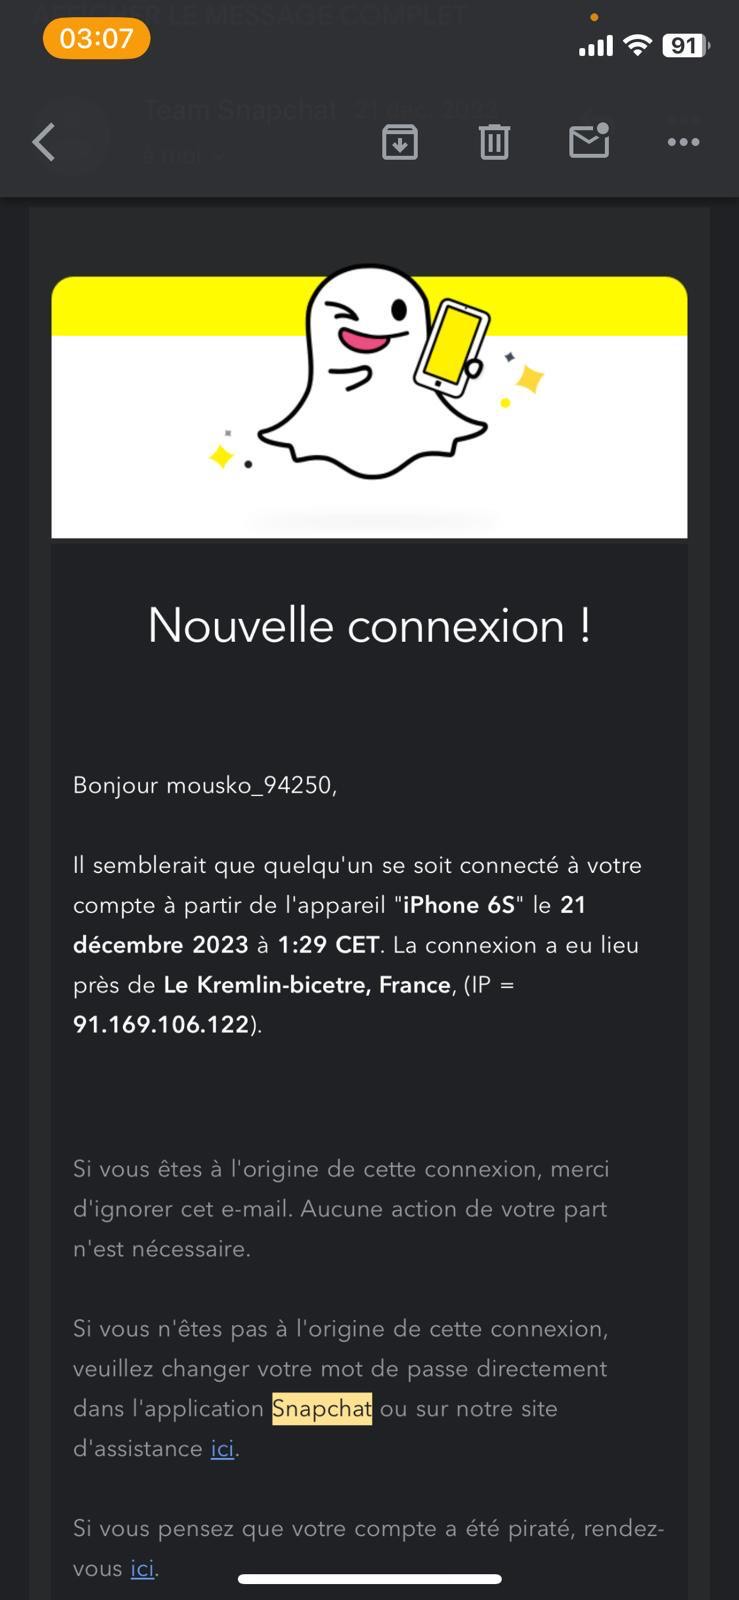 AFFICHER LE MESSAGE COMPLET
03:07
91
Team Snapchat 21 déc. 2023
à moi
Nouvelle connexion !
Bonjour mousko_94250,
Il semblerait que quelqu'un se soit connecté à votre
compte à partir de l'appareil "iPhone 6S" le 21
décembre 2023 à 1:29 CET. La connexion a eu lieu
près de Le Kremlin-bicetre, France, (IP =
91.169.106.122).
Si vous êtes à l'origine de cette connexion, merci
d'ignorer cet e-mail. Aucune action de votre part
n'est nécessaire.
Si vous n'êtes pas à l'origine de cette connexion,
veuillez changer votre mot de passe directement
dans l'application Snapchat ou sur notre site
d'assistance ici.
Si vous pensez que votre compte a été piraté, rendez-
vous ici.